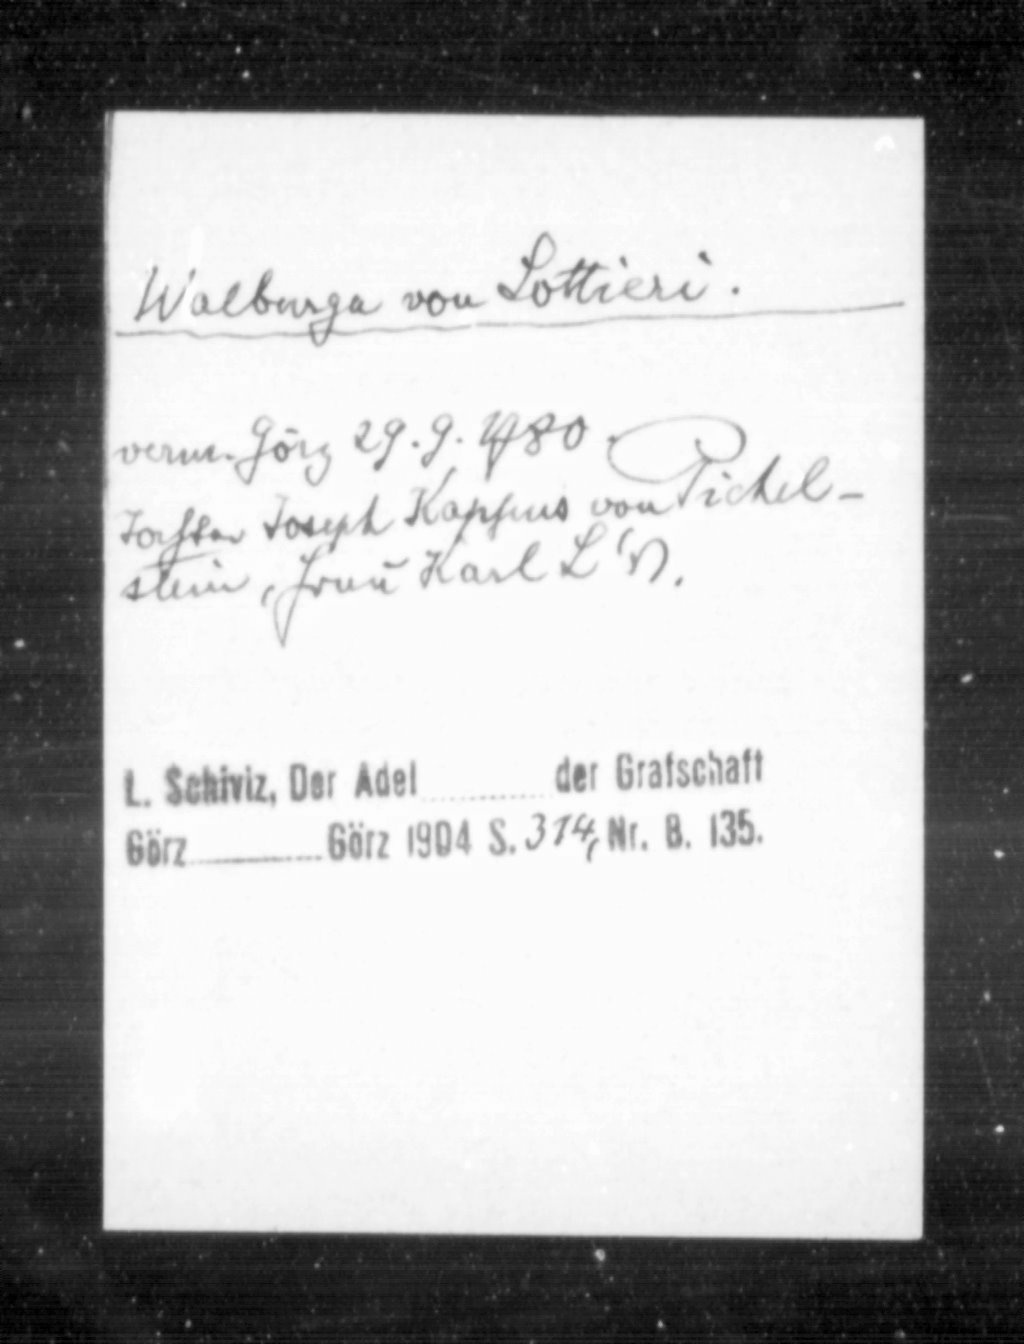 Walburga von Lottieri.
verm. Görz 29. 9. 1780.
Tochter Joseph Kappus von Pichel-
stein, Frau Karl L
L. Schiviz, Der Adel ........... der Grafschaft
Görz ........... Görz 1904 S. 314, Nr. B. 135.